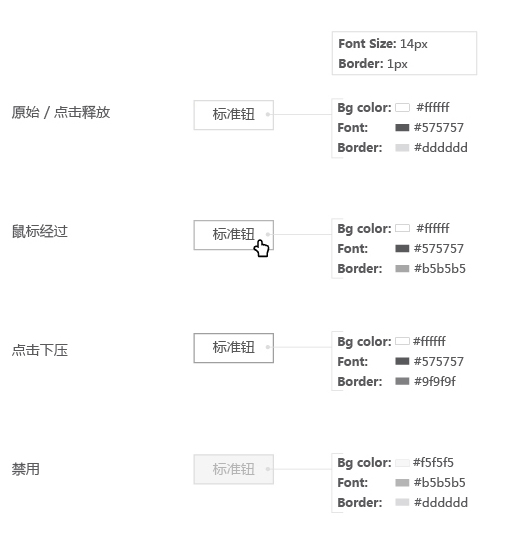 Font Size: 14px
Border: 1px
原始 / 点击释放
标准钮
Bg color: #ffffff
Font: #575757
Border: #dddddd
鼠标经过
标准钮
Bg color: #ffffff
Font: #575757
Border: #b5b5b5
点击下压
标准钮
Bg color: #ffffff
Font: #575757
Border: #9f9f9f
禁用
标准钮
Bg color: #f5f5f5
Font: #b5b5b5
Border: #dddddd